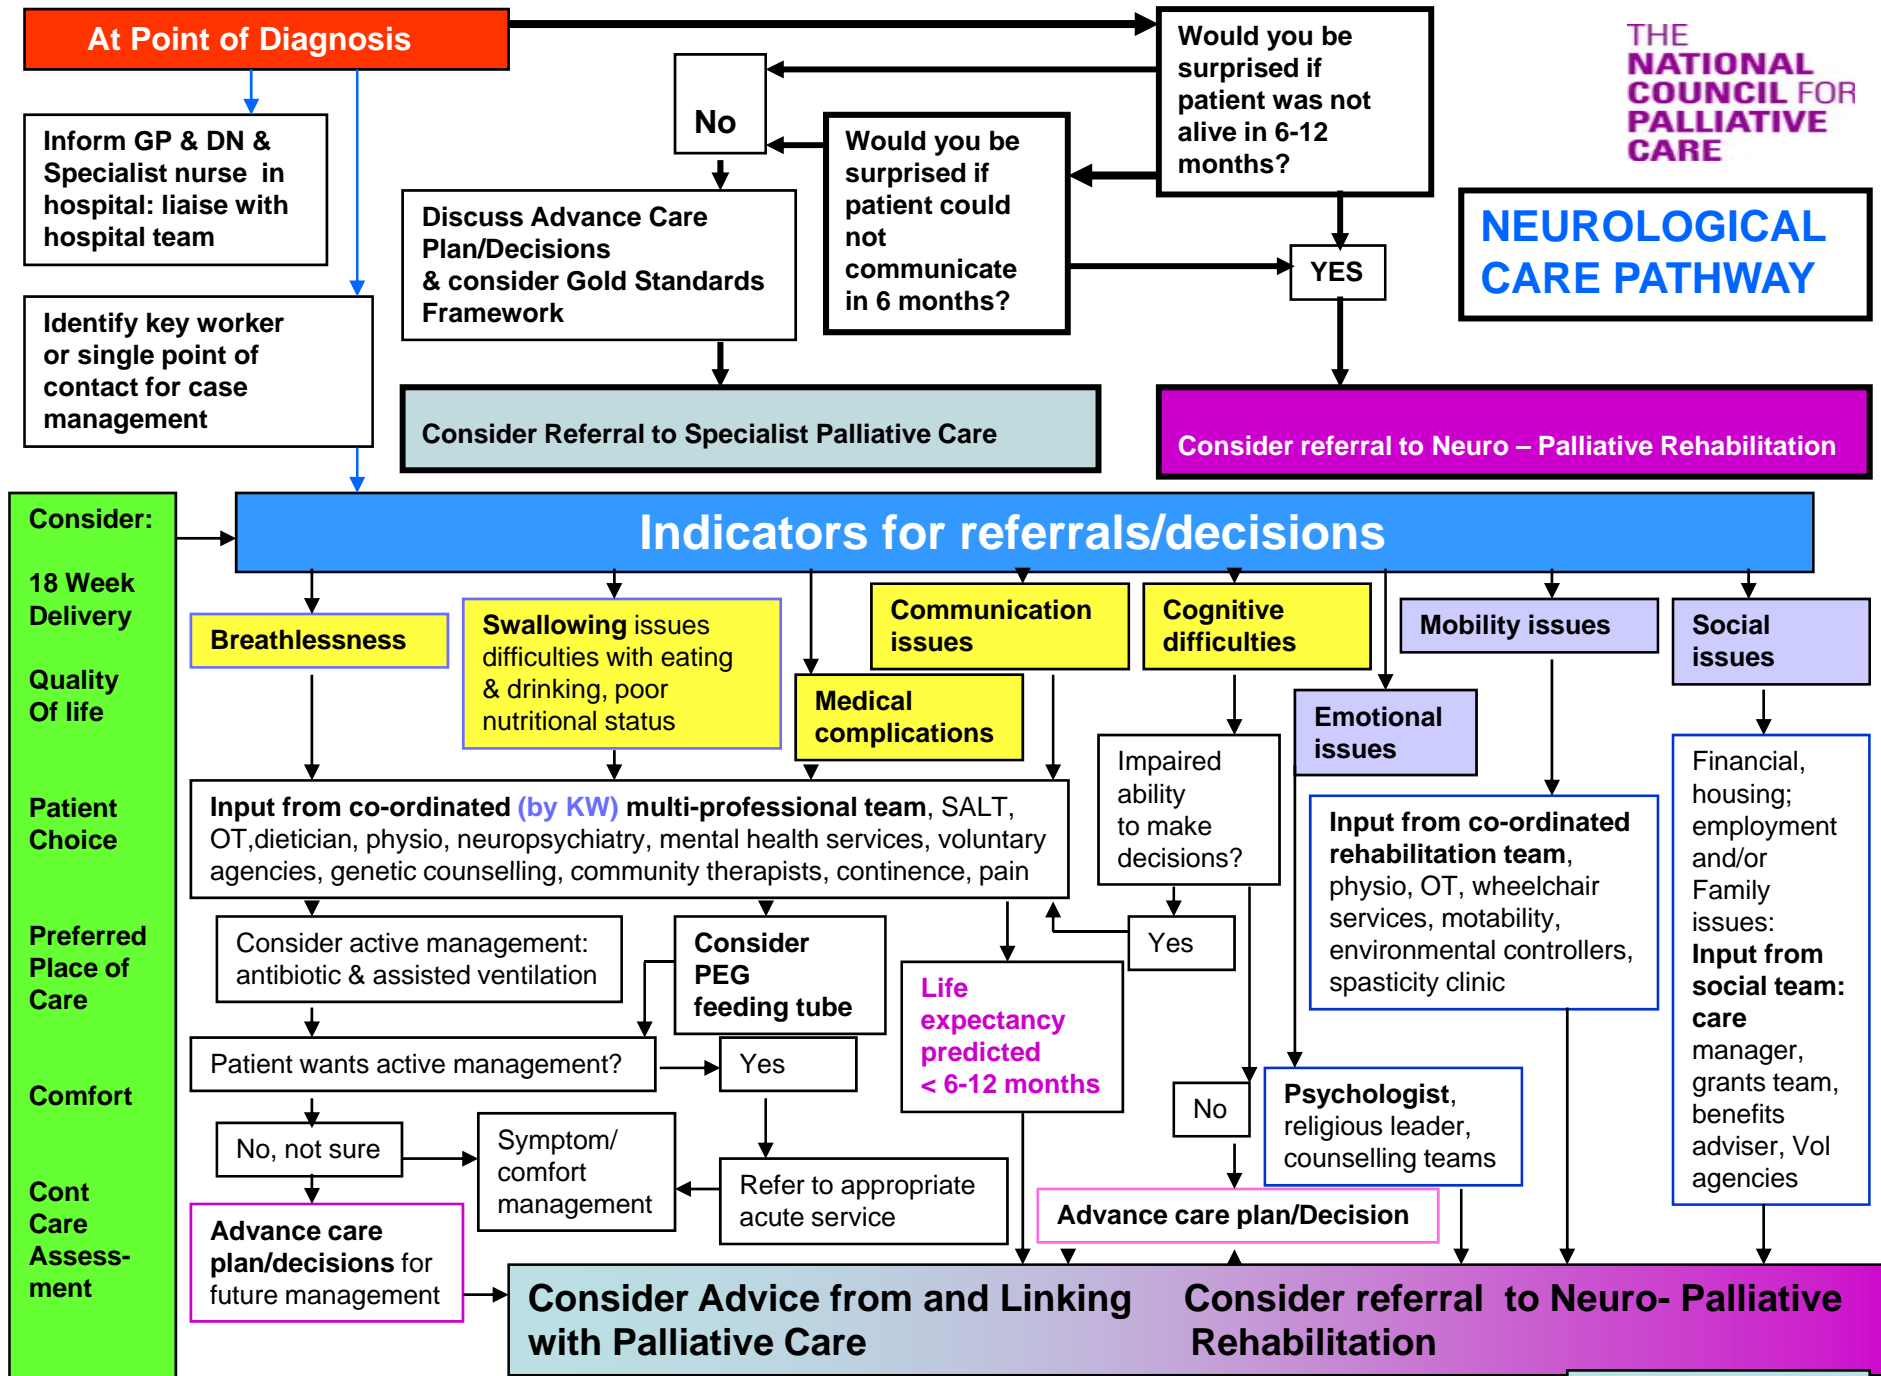 At Point of Diagnosis
Would you be
surprised if
patient was not
alive in 6-12
months?
THE
NATIONAL
COUNCIL FOR
PALLIATIVE
CARE
No
Would you be
surprised if
patient could
not
communicate
in 6 months?
Inform GP & DN &
Specialist nurse in
hospital: liaise with
hospital team
Discuss Advance Care
Plan/Decisions
& consider Gold Standards
Framework
YES
NEUROLOGICAL
CARE PATHWAY
Identify key worker
or single point of
contact for case
management
Consider Referral to Specialist Palliative Care
Consider referral to Neuro – Palliative Rehabilitation
Consider:
18 Week
Delivery
Quality
Of life
Patient
Choice
Preferred
Place of
Care
Comfort
Cont
Care
Assess-
ment
Indicators for referrals/decisions
Breathlessness
Swallowing issues
difficulties with eating
& drinking, poor
nutritional status
Medical
complications
Communication
issues
Cognitive
difficulties
Emotional
issues
Mobility issues
Social
issues
Input from co-ordinated (by KW) multi-professional team, SALT,
OT,dietician, physio, neuropsychiatry, mental health services, voluntary
agencies, genetic counselling, community therapists, continence, pain
Impaired
ability
to make
decisions?
Input from co-ordinated
rehabilitation team,
physio, OT, wheelchair
services, motability,
environmental controllers,
spasticity clinic
Financial,
housing;
employment
and/or
Family
issues:
Input from
social team:
care
manager,
grants team,
benefits
adviser, Vol
agencies
Consider active management:
antibiotic & assisted ventilation
Consider
PEG
feeding tube
Life
expectancy
predicted
< 6-12 months
Yes
Patient wants active management?
Yes
No
Psychologist,
religious leader,
counselling teams
No, not sure
Symptom/
comfort
management
Refer to appropriate
acute service
Advance care plan/Decision
Advance care
plan/decisions for
future management
Consider Advice from and Linking
with Palliative Care
Consider referral to Neuro- Palliative
Rehabilitation